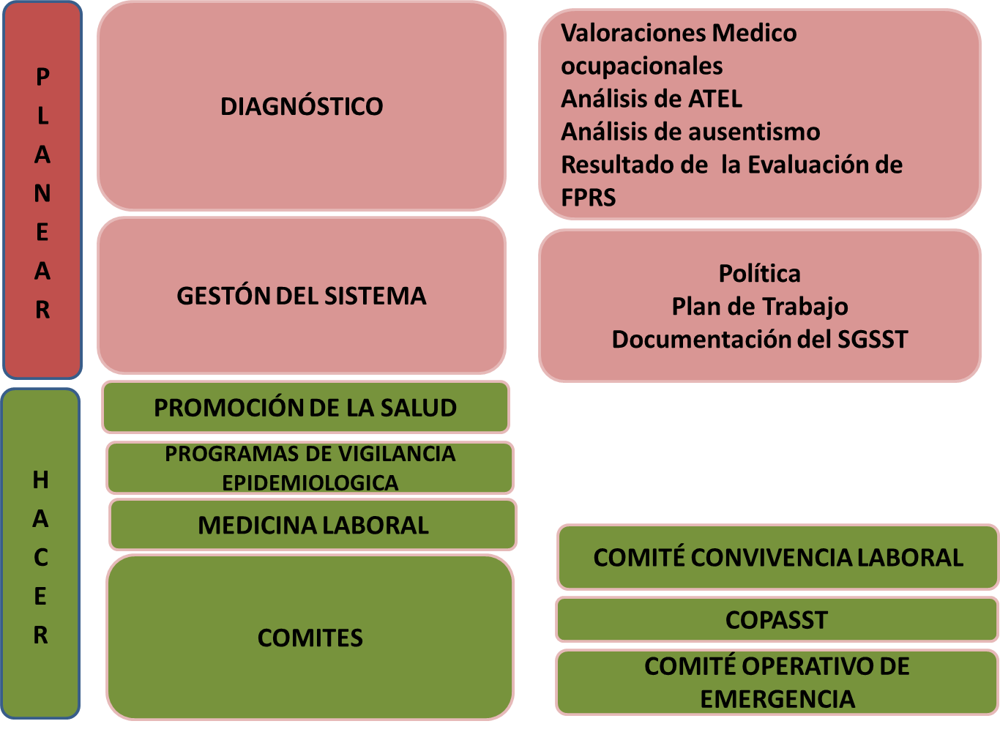 PLANEAR
DIAGNÓSTICO
Valoraciones Medico
ocupacionales
Análisis de ATEL
Análisis de ausentismo
Resultado de  la Evaluación de
FPRS
GESTÓN DEL SISTEMA
Política
Plan de Trabajo
Documentación del SGSST
HACER
PROMOCIÓN DE LA SALUD
PROGRAMAS DE VIGILANCIA
EPIDEMIOLOGICA
MEDICINA LABORAL
COMITES
COMITÉ CONVIVENCIA LABORAL
COPASST
COMITÉ OPERATIVO DE
EMERGENCIA